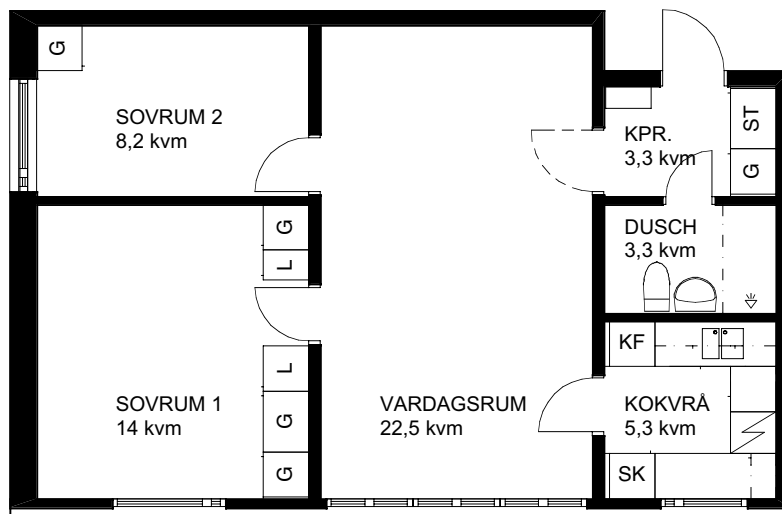 G
SOVRUM 2
8,2 kvm
KPR.
3,3 kvm
ST
G
DUSCH
3,3 kvm
G
L
KF
L
SOVRUM 1
14 kvm
G
VARDAGSRUM
22,5 kvm
KOKVRÅ
5,3 kvm
G
SK